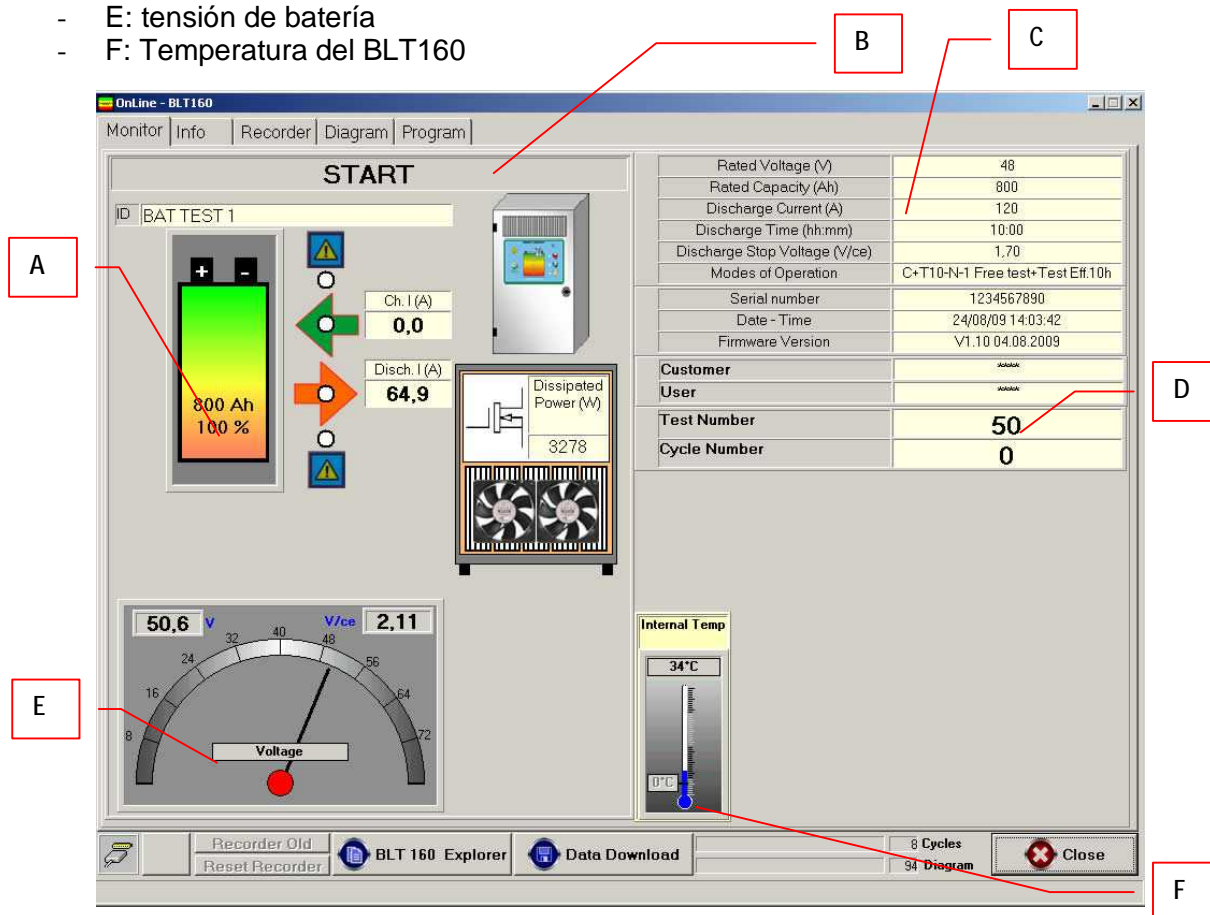 - E: tensión de batería
- F: Temperatura del BLT160
B
C
OnLine - BLT160
Monitor Info Recorder Diagram Program
START
ID BAT TEST 1
A
+ -
800 Ah
100 %
Ch. I (A)
0,0
Disch. I (A)
64,9
Dissipated
Power (W)
3278
Rated Voltage (V) 48
Rated Capacity (Ah) 800
Discharge Current (A) 120
Discharge Time (hh:mm) 10:00
Discharge Stop Voltage (V/ce) 1,70
Modes of Operation C+T10-N-1 Free test+Test Eff.10h
Serial number 1234567890
Date - Time 24/08/09 14:03:42
Firmware Version V1.10 04.08.2009
Customer ****
User ****
Test Number 50
Cycle Number 0
D
50,6 V V/ce 2,11
8 16 24 32 40 48 56 64 72
Voltage
E
Internal Temp
34°C
0°C
Recorder Old
Reset Recorder
BLT 160 Explorer
Data Download
8 Cycles
94 Diagram
Close
F